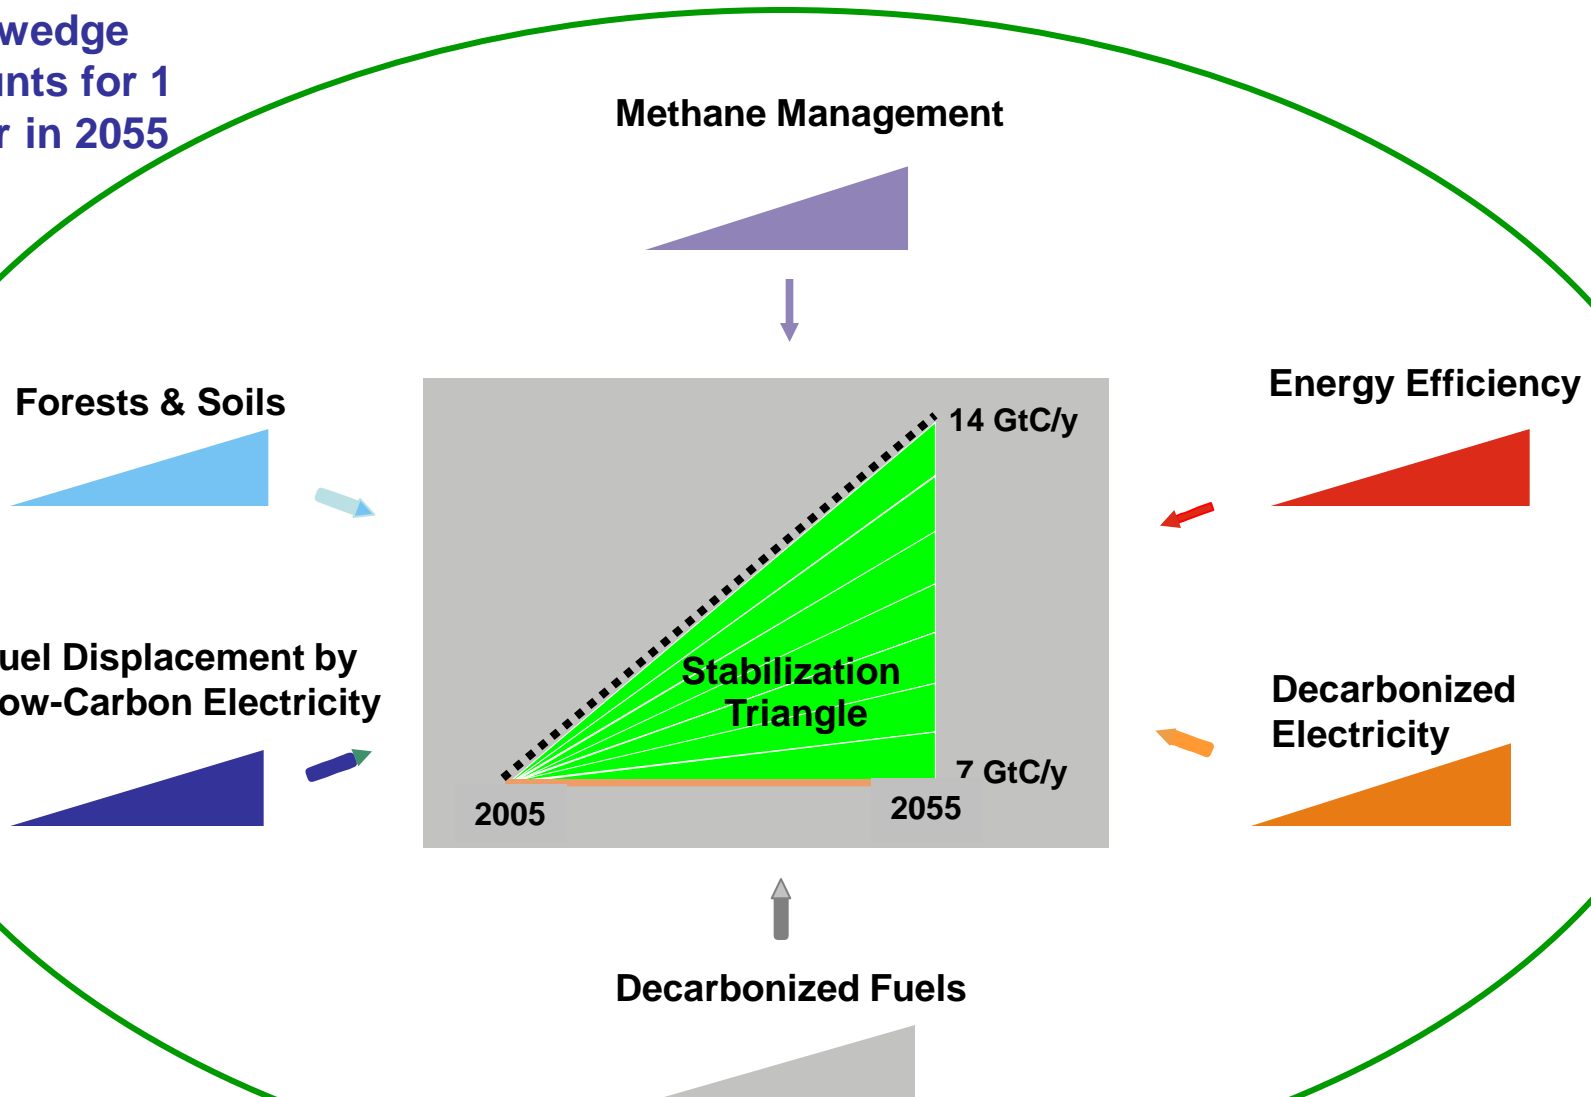 wedge
unts for 1
r in 2055
Methane Management
Forests & Soils
Energy Efficiency
14 GtC/y
Stabilization
Triangle
uel Displacement by
ow-Carbon Electricity
Decarbonized
Electricity
7 GtC/y
2005
2055
Decarbonized Fuels